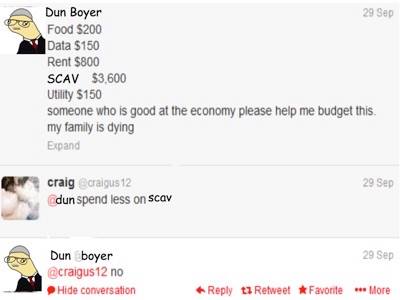 Dun Boyer 29 Sep
Food $200
Data $150
Rent $800
SCAV $3,600
Utility $150
someone who is good at the economy please help me budget this.
my family is dying
Expand
craig @craigus12 29 Sep
@dun spend less on scav
Dun @boyer 29 Sep
@craigus12 no
Hide conversation Reply Retweet Favorite More